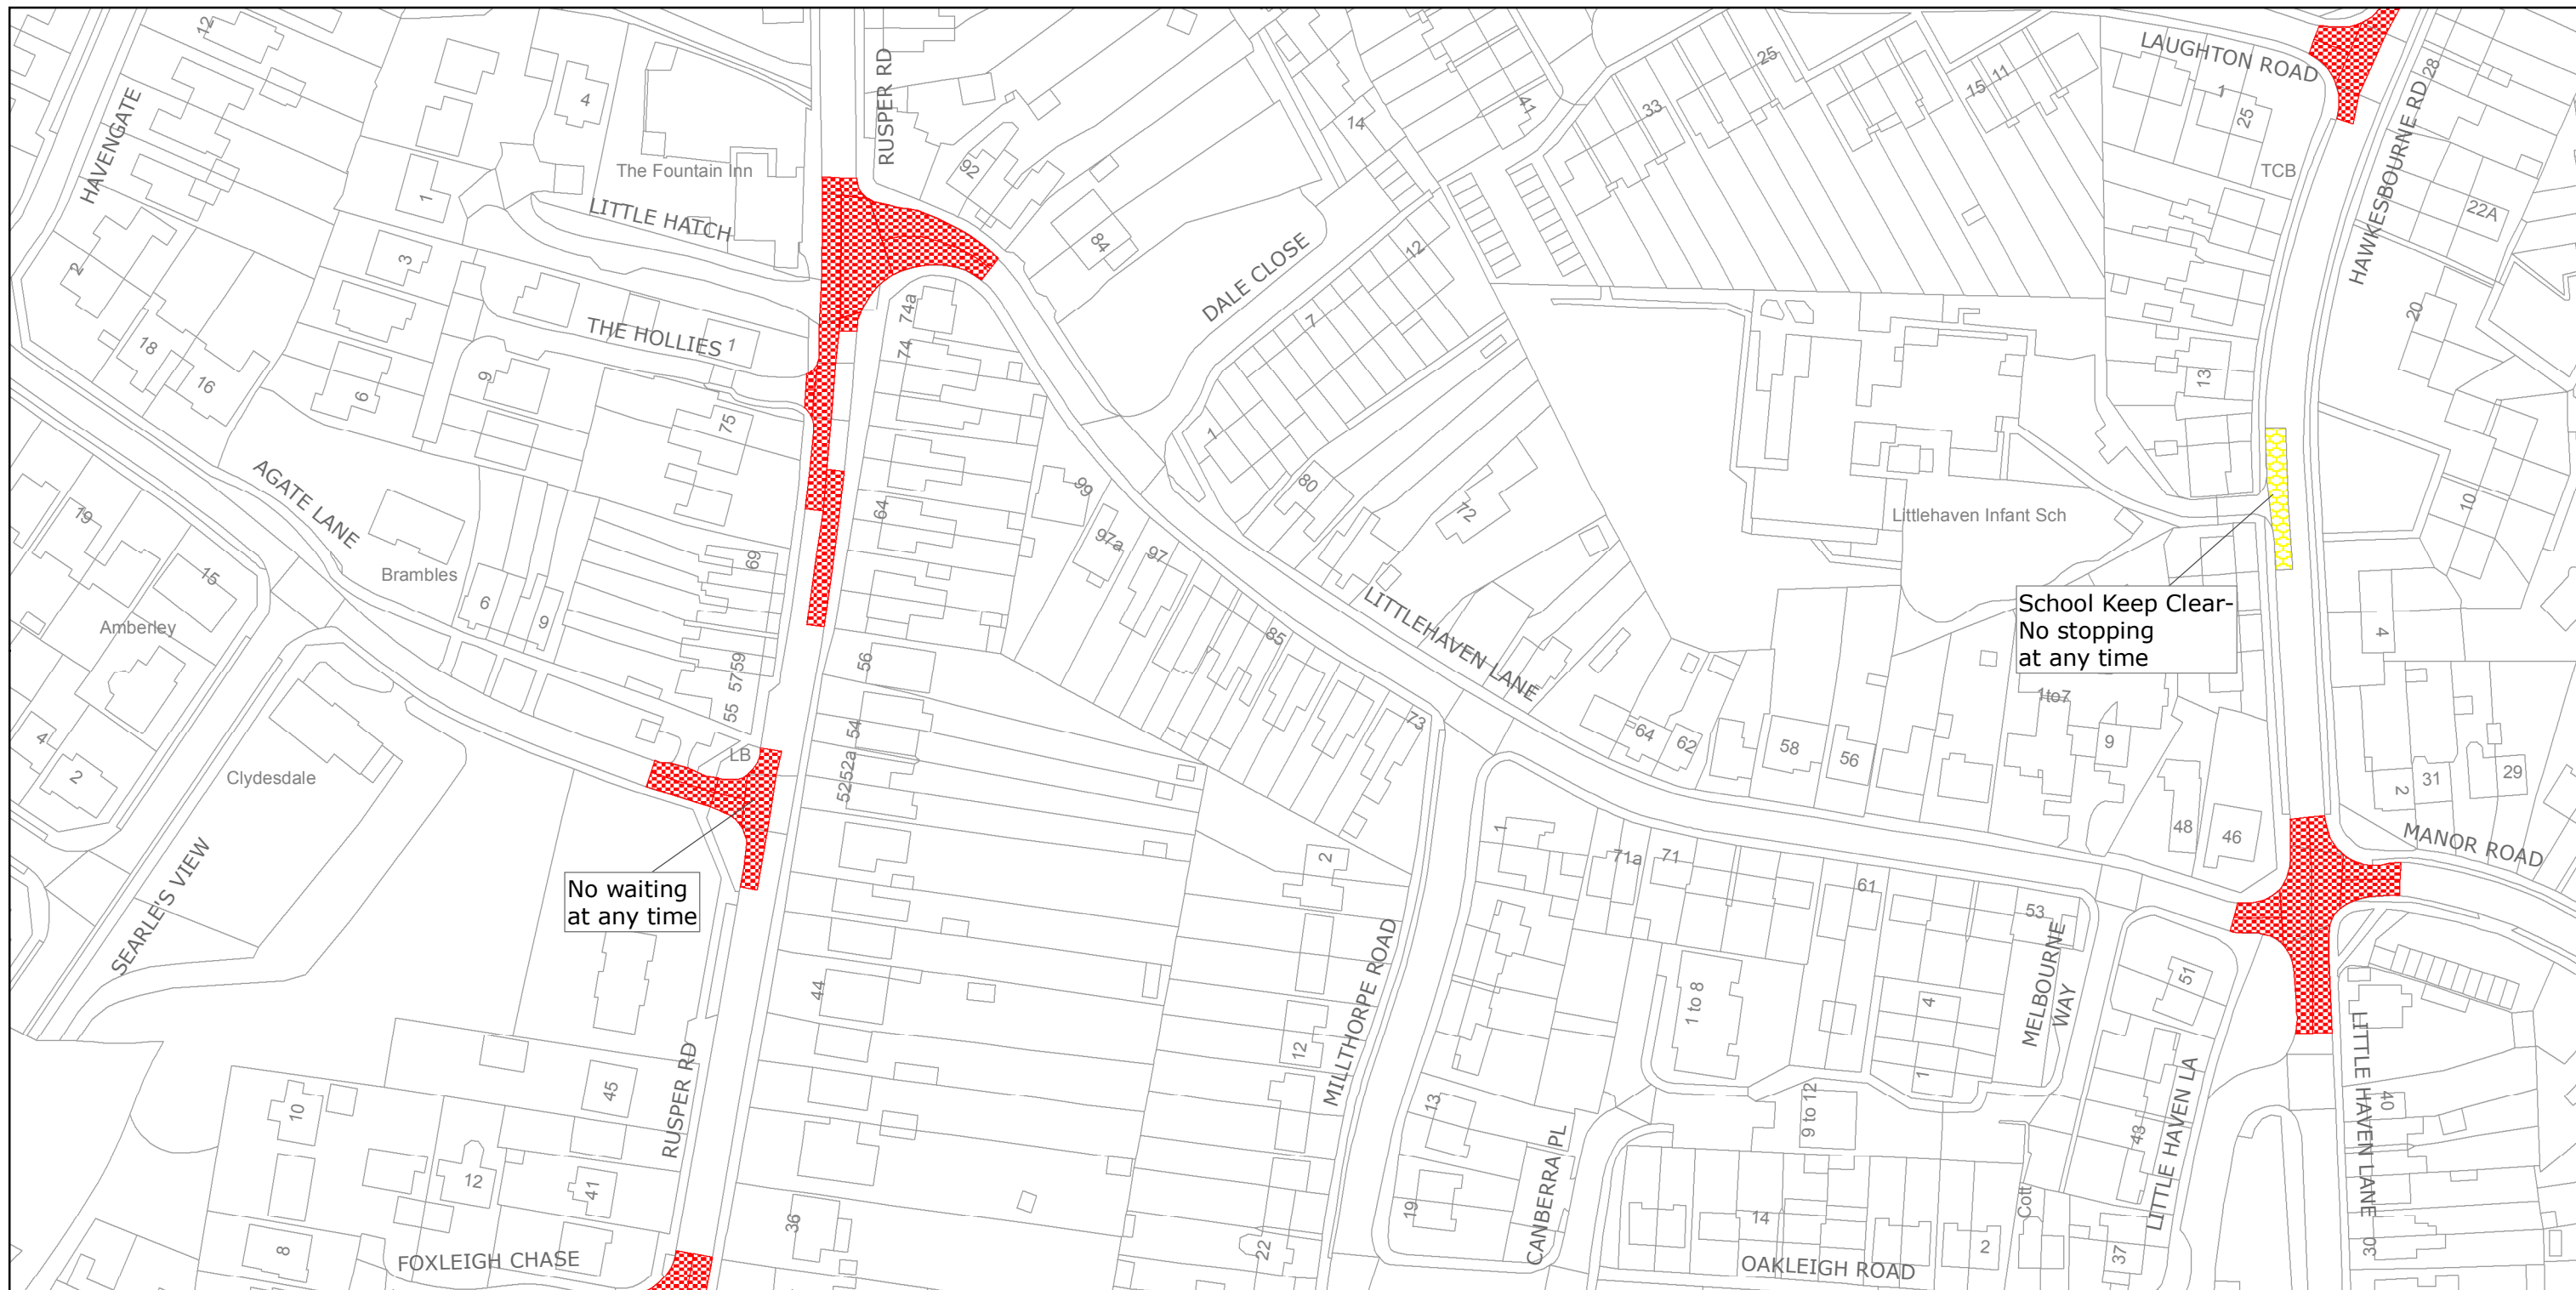 12
HAVENGATE
4
RUSPER RD
The Fountain Inn
92
1
LITTLE HATCH
3
2
84
14
41
33
25
15
11
LAUGHTON ROAD
1
25
28
TCB
HAWKESBOURNE RD
22A
20
DALE CLOSE
12
7
1
THE HOLLIES
1
74a
74
18
16
6
9
75
13
AGATE LANE
Brambles
64
99
97a
97
80
72
Littlehaven Infant Sch
10
19
15
Amberley
6
9
69
LITTLEHAVEN LANE
85
School Keep Clear-
No stopping
at any time
4
4
2
Clydesdale
5759
55
LB
56
54
5252a
73
64
62
58
56
1to7
9
48
46
2
31
29
MANOR ROAD
No waiting
at any time
SEARLE'S VIEW
2
1
71a
71
61
53
MELBOURNE
WAY
51
44
MILLTHORPE ROAD
12
1 to 8
4
1
LITTLE HAVEN LA
LITTLE HAVEN LANE
40
RUSPER RD
45
10
13
9 to 12
43
12
41
CANBERRA PL
19
14
Cott
2
37
30
36
22
8
FOXLEIGH CHASE
OAKLEIGH ROAD